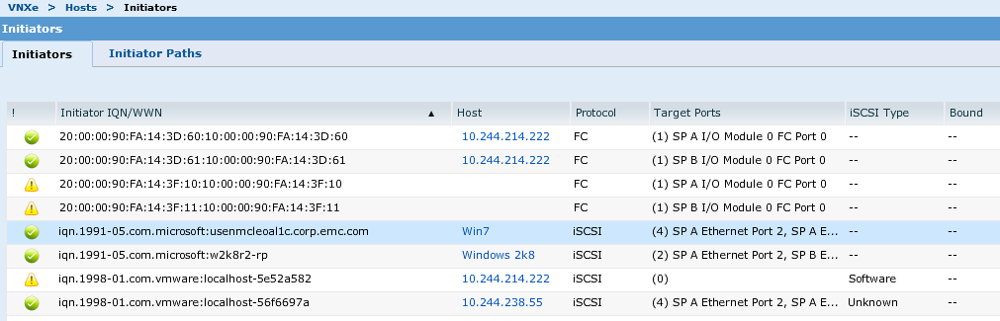 VNXe > Hosts > Initiators
Initiators
Initiators Initiator Paths
! Initiator IQN/WWN ▲ Host Protocol Target Ports iSCSI Type Bound
20:00:00:90:FA:14:3D:60:10:00:00:90:FA:14:3D:60 10.244.214.222 FC (1) SP A I/O Module 0 FC Port 0 -- --
20:00:00:90:FA:14:3D:61:10:00:00:90:FA:14:3D:61 10.244.214.222 FC (1) SP B I/O Module 0 FC Port 0 -- --
20:00:00:90:FA:14:3F:10:10:00:00:90:FA:14:3F:10 FC (1) SP A I/O Module 0 FC Port 0 -- --
20:00:00:90:FA:14:3F:11:10:00:00:90:FA:14:3F:11 FC (1) SP B I/O Module 0 FC Port 0 -- --
iqn.1991-05.com.microsoft:usenmcleoal1c.corp.emc.com Win7 iSCSI (4) SP A Ethernet Port 2, SP A E... -- --
iqn.1991-05.com.microsoft:w2k8r2-rp Windows 2k8 iSCSI (2) SP A Ethernet Port 2, SP B E... -- --
iqn.1998-01.com.vmware:localhost-5e52a582 10.244.214.222 iSCSI (0) Software --
iqn.1998-01.com.vmware:localhost-56f6697a 10.244.238.55 iSCSI (4) SP A Ethernet Port 2, SP A E... Unknown --